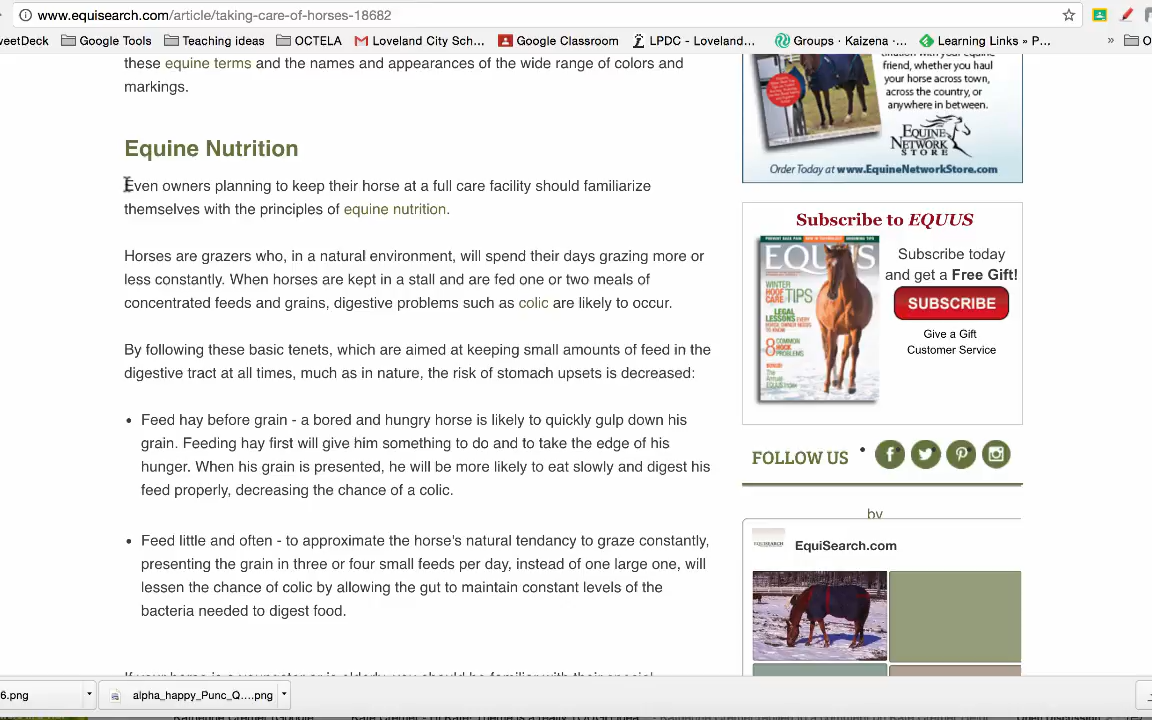 www.equisearch.com/article/taking-care-of-horses-18682
weetDeck Google Tools Teaching ideas OCTELA Loveland City Sch... Google Classroom LPDC - Loveland... Groups · Kaizena ·... Learning Links » P... »
these equine terms and the names and appearances of the wide range of colors and
markings.
Equine Nutrition
Even owners planning to keep their horse at a full care facility should familiarize
themselves with the principles of equine nutrition.
Horses are grazers who, in a natural environment, will spend their days grazing more or
less constantly. When horses are kept in a stall and are fed one or two meals of
concentrated feeds and grains, digestive problems such as colic are likely to occur.
By following these basic tenets, which are aimed at keeping small amounts of feed in the
digestive tract at all times, much as in nature, the risk of stomach upsets is decreased:
• Feed hay before grain - a bored and hungry horse is likely to quickly gulp down his
grain. Feeding hay first will give him something to do and to take the edge of his
hunger. When his grain is presented, he will be more likely to eat slowly and digest his
feed properly, decreasing the chance of a colic.
• Feed little and often - to approximate the horse's natural tendancy to graze constantly,
presenting the grain in three or four small feeds per day, instead of one large one, will
lessen the chance of colic by allowing the gut to maintain constant levels of the
bacteria needed to digest food.
friend, whether you haul
your horse across town,
across the country, or
anywhere in between.
EQUINE
NETWORK
STORE
Order Today at www.EquineNetworkStore.com
Subscribe to EQUUS
EQUUS
WINTER
HOOF
CARE TIPS
LEGAL
LESSONS
8 COMMON
PROBLEMS
Subscribe today
and get a Free Gift!
SUBSCRIBE
Give a Gift
Customer Service
FOLLOW US
by
EquiSearch.com
6.png alpha_happy_Punc_Q....png